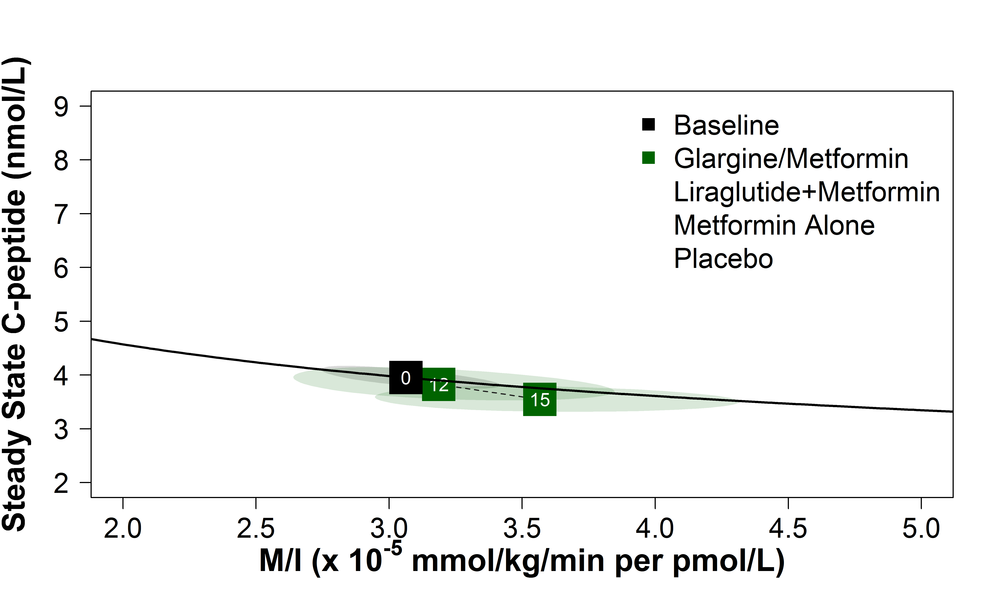 Steady State C-peptide (nmol/L)
9
8
7
6
5
4
3
2
Baseline
Glargine/Metformin
Liraglutide+Metformin
Metformin Alone
Placebo
0
12
15
2.0 2.5 3.0 3.5 4.0 4.5 5.0
M/I (x 10⁻⁵ mmol/kg/min per pmol/L)